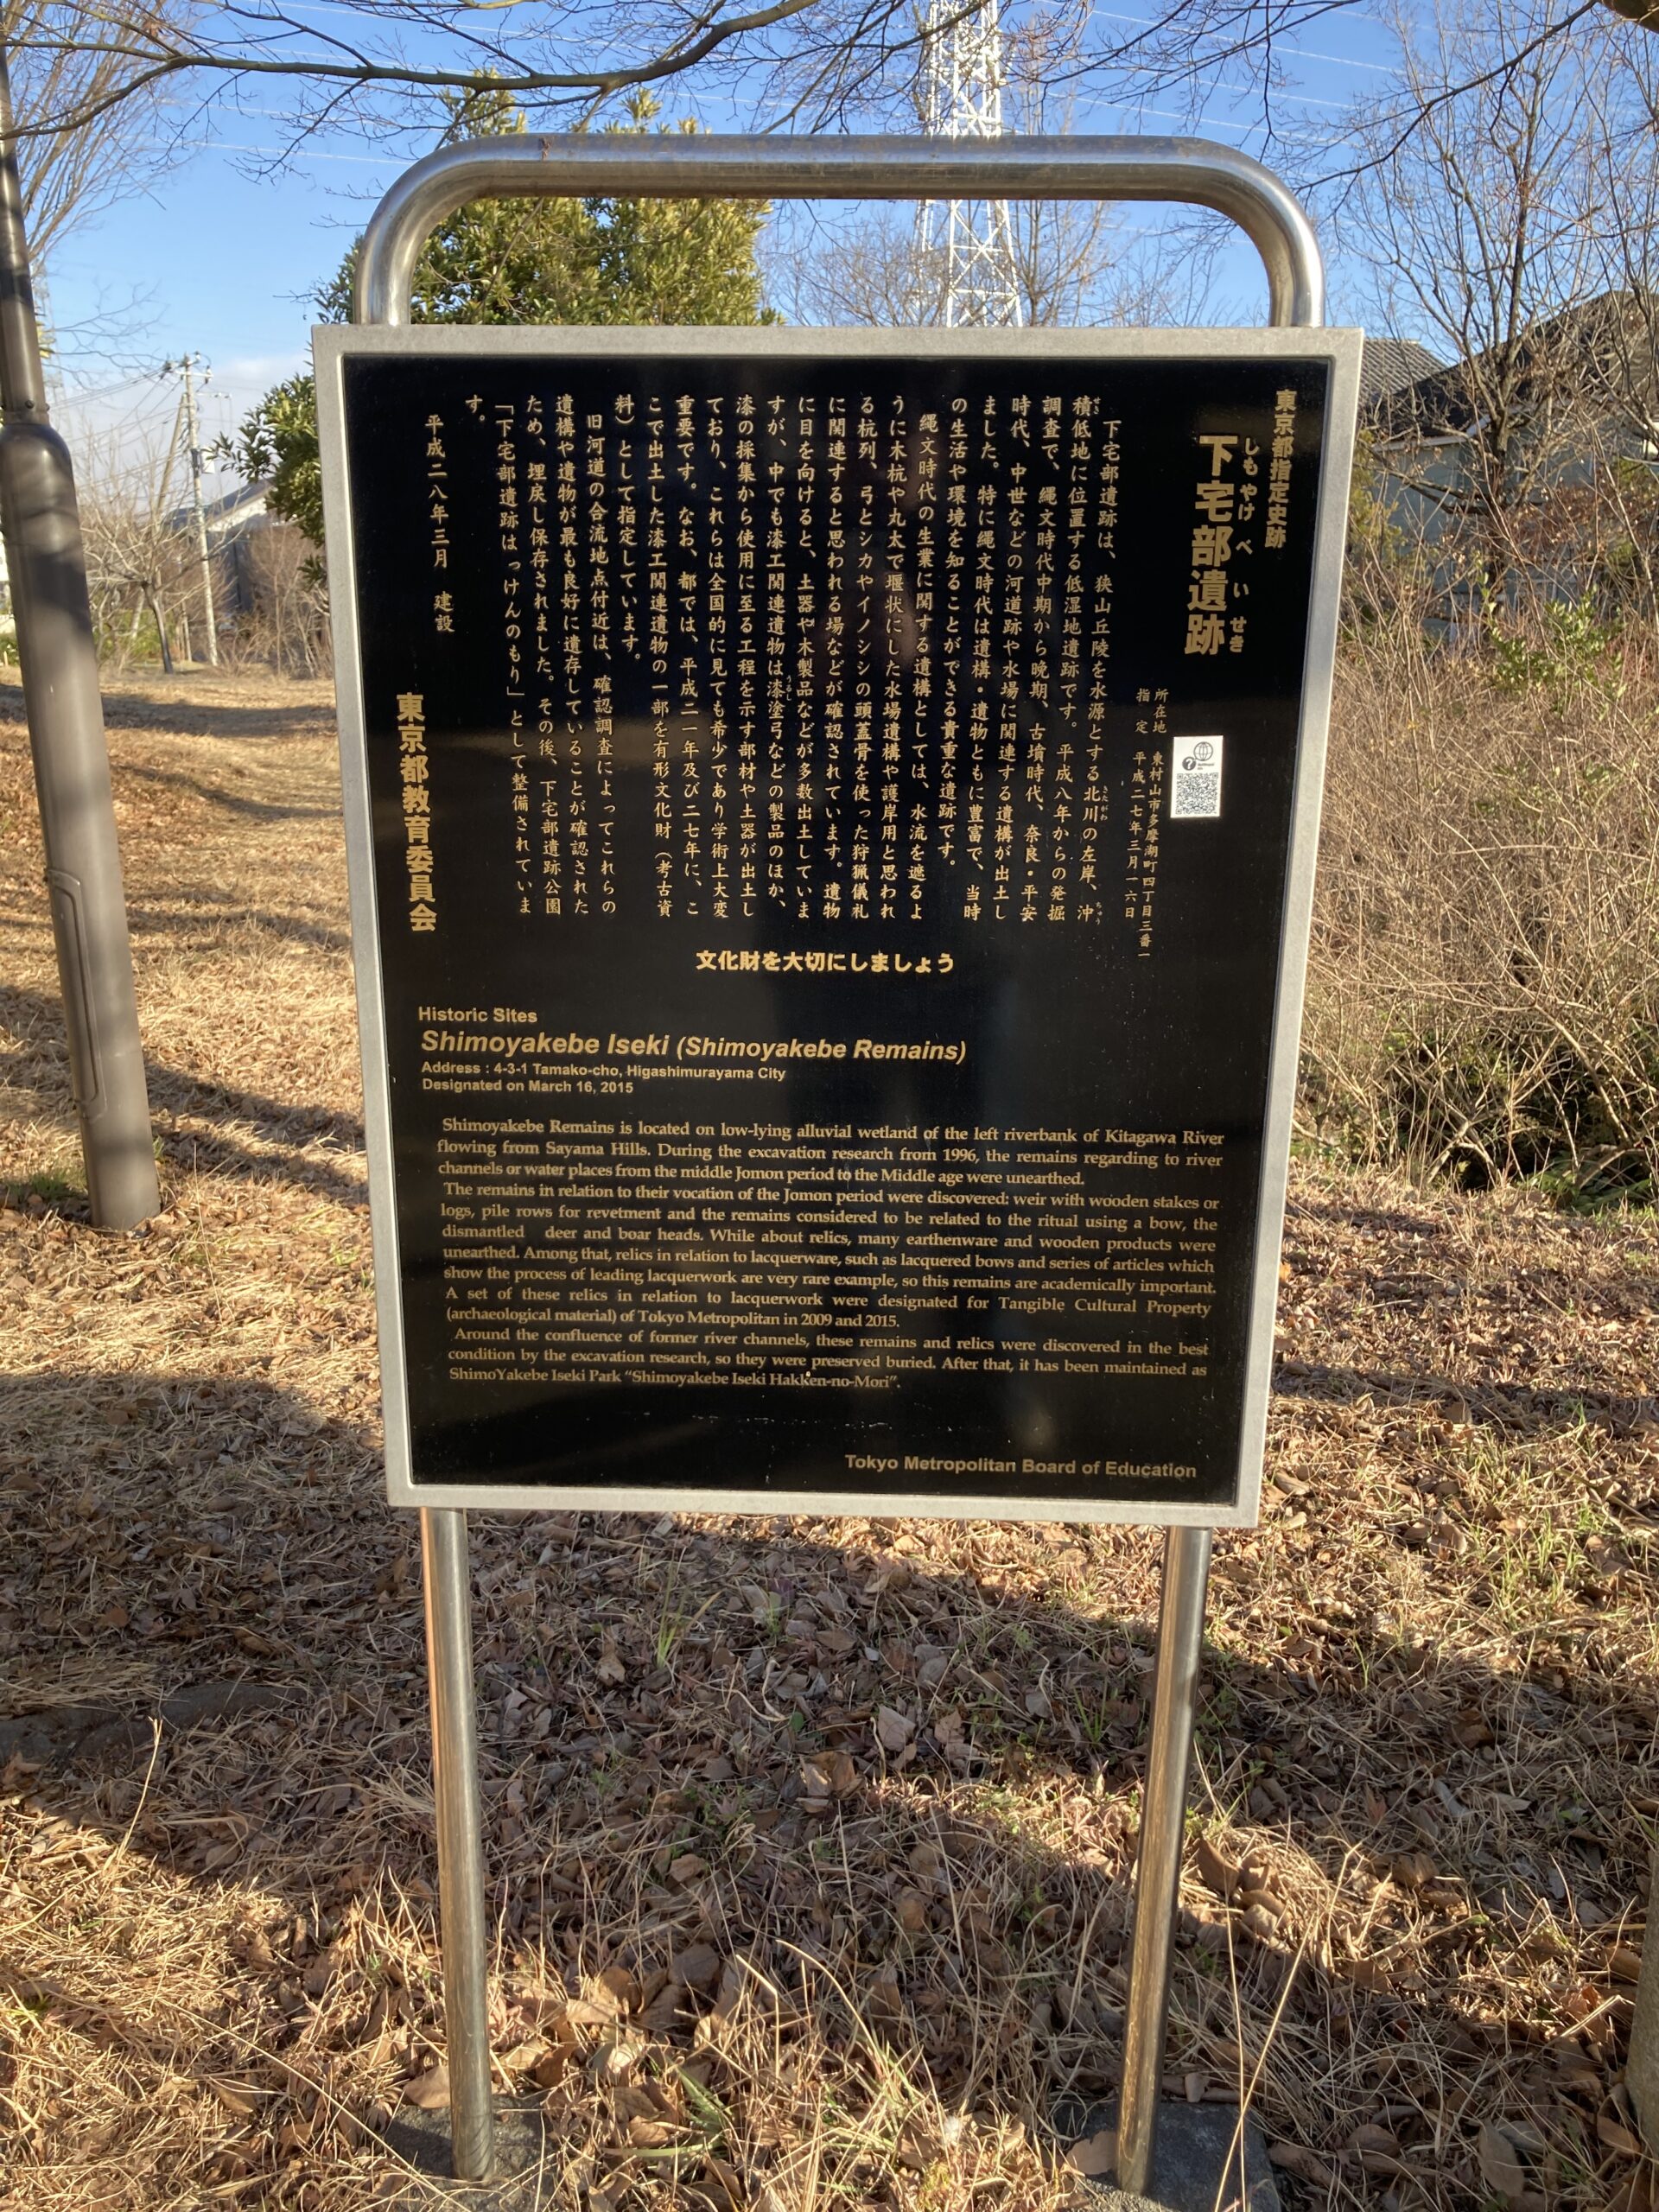 東京都指定史跡
しもやけべいせき
下宅部遺跡
所在地　東村山市多摩湖町四丁目三番一
指　定　平成二七年三月一六日
　下宅部遺跡は、狭山丘陵を水源とする北川の左岸、沖
積低地に位置する低湿地遺跡です。平成八年からの発掘
調査で、縄文時代中期から晩期、古墳時代、奈良・平安
時代、中世などの河道跡や水場に関連する遺構が出土し
ました。特に縄文時代は遺構・遺物ともに豊富で、当時
の生活や環境を知ることができる貴重な遺跡です。
　縄文時代の生業に関する遺構としては、水流を遮るよ
うに木杭や丸太で堰状にした水場遺構や護岸用と思われ
る杭列、弓とシカやイノシシの頭蓋骨を使った狩猟儀礼
に関連すると思われる場などが確認されています。遺物
に目を向けると、土器や木製品などが多数出土していま
すが、中でも漆工関連遺物は漆塗弓などの製品のほか、
漆の採集から使用に至る工程を示す部材や土器が出土し
ており、これらは全国的に見ても希少であり学術上大変
重要です。なお、都では、平成二一年及び二七年に、こ
こで出土した漆工関連遺物の一部を有形文化財（考古資
料）として指定しています。
　旧河道の合流地点付近は、確認調査によってこれらの
遺構や遺物が最も良好に遺存していることが確認された
ため、埋戻し保存されました。その後、下宅部遺跡公園
「下宅部遺跡はっけんのもり」として整備されていま
す。
平成二八年三月　建設
東京都教育委員会
文化財を大切にしましょう
Historic Sites
Shimoyakebe Iseki (Shimoyakebe Remains)
Address : 4-3-1 Tamako-cho, Higashimurayama City
Designated on March 16, 2015
Shimoyakebe Remains is located on low-lying alluvial wetland of the left riverbank of Kitagawa River
flowing from Sayama Hills. During the excavation research from 1996, the remains regarding to river
channels or water places from the middle Jomon period to the Middle age were unearthed.
The remains in relation to their vocation of the Jomon period were discovered: weir with wooden stakes or
logs, pile rows for revetment and the remains considered to be related to the ritual using a bow, the
dismantled deer and boar heads. While about relics, many earthenware and wooden products were
unearthed. Among that, relics in relation to lacquerware, such as lacquered bows and series of articles which
show the process of leading lacquerwork are very rare example, so this remains are academically important.
A set of these relics in relation to lacquerwork were designated for Tangible Cultural Property
(archaeological material) of Tokyo Metropolitan in 2009 and 2015.
Around the confluence of former river channels, these remains and relics were discovered in the best
condition by the excavation research, so they were preserved buried. After that, it has been maintained as
ShimoYakebe Iseki Park "Shimoyakebe Iseki Hakken-no-Mori".
Tokyo Metropolitan Board of Education